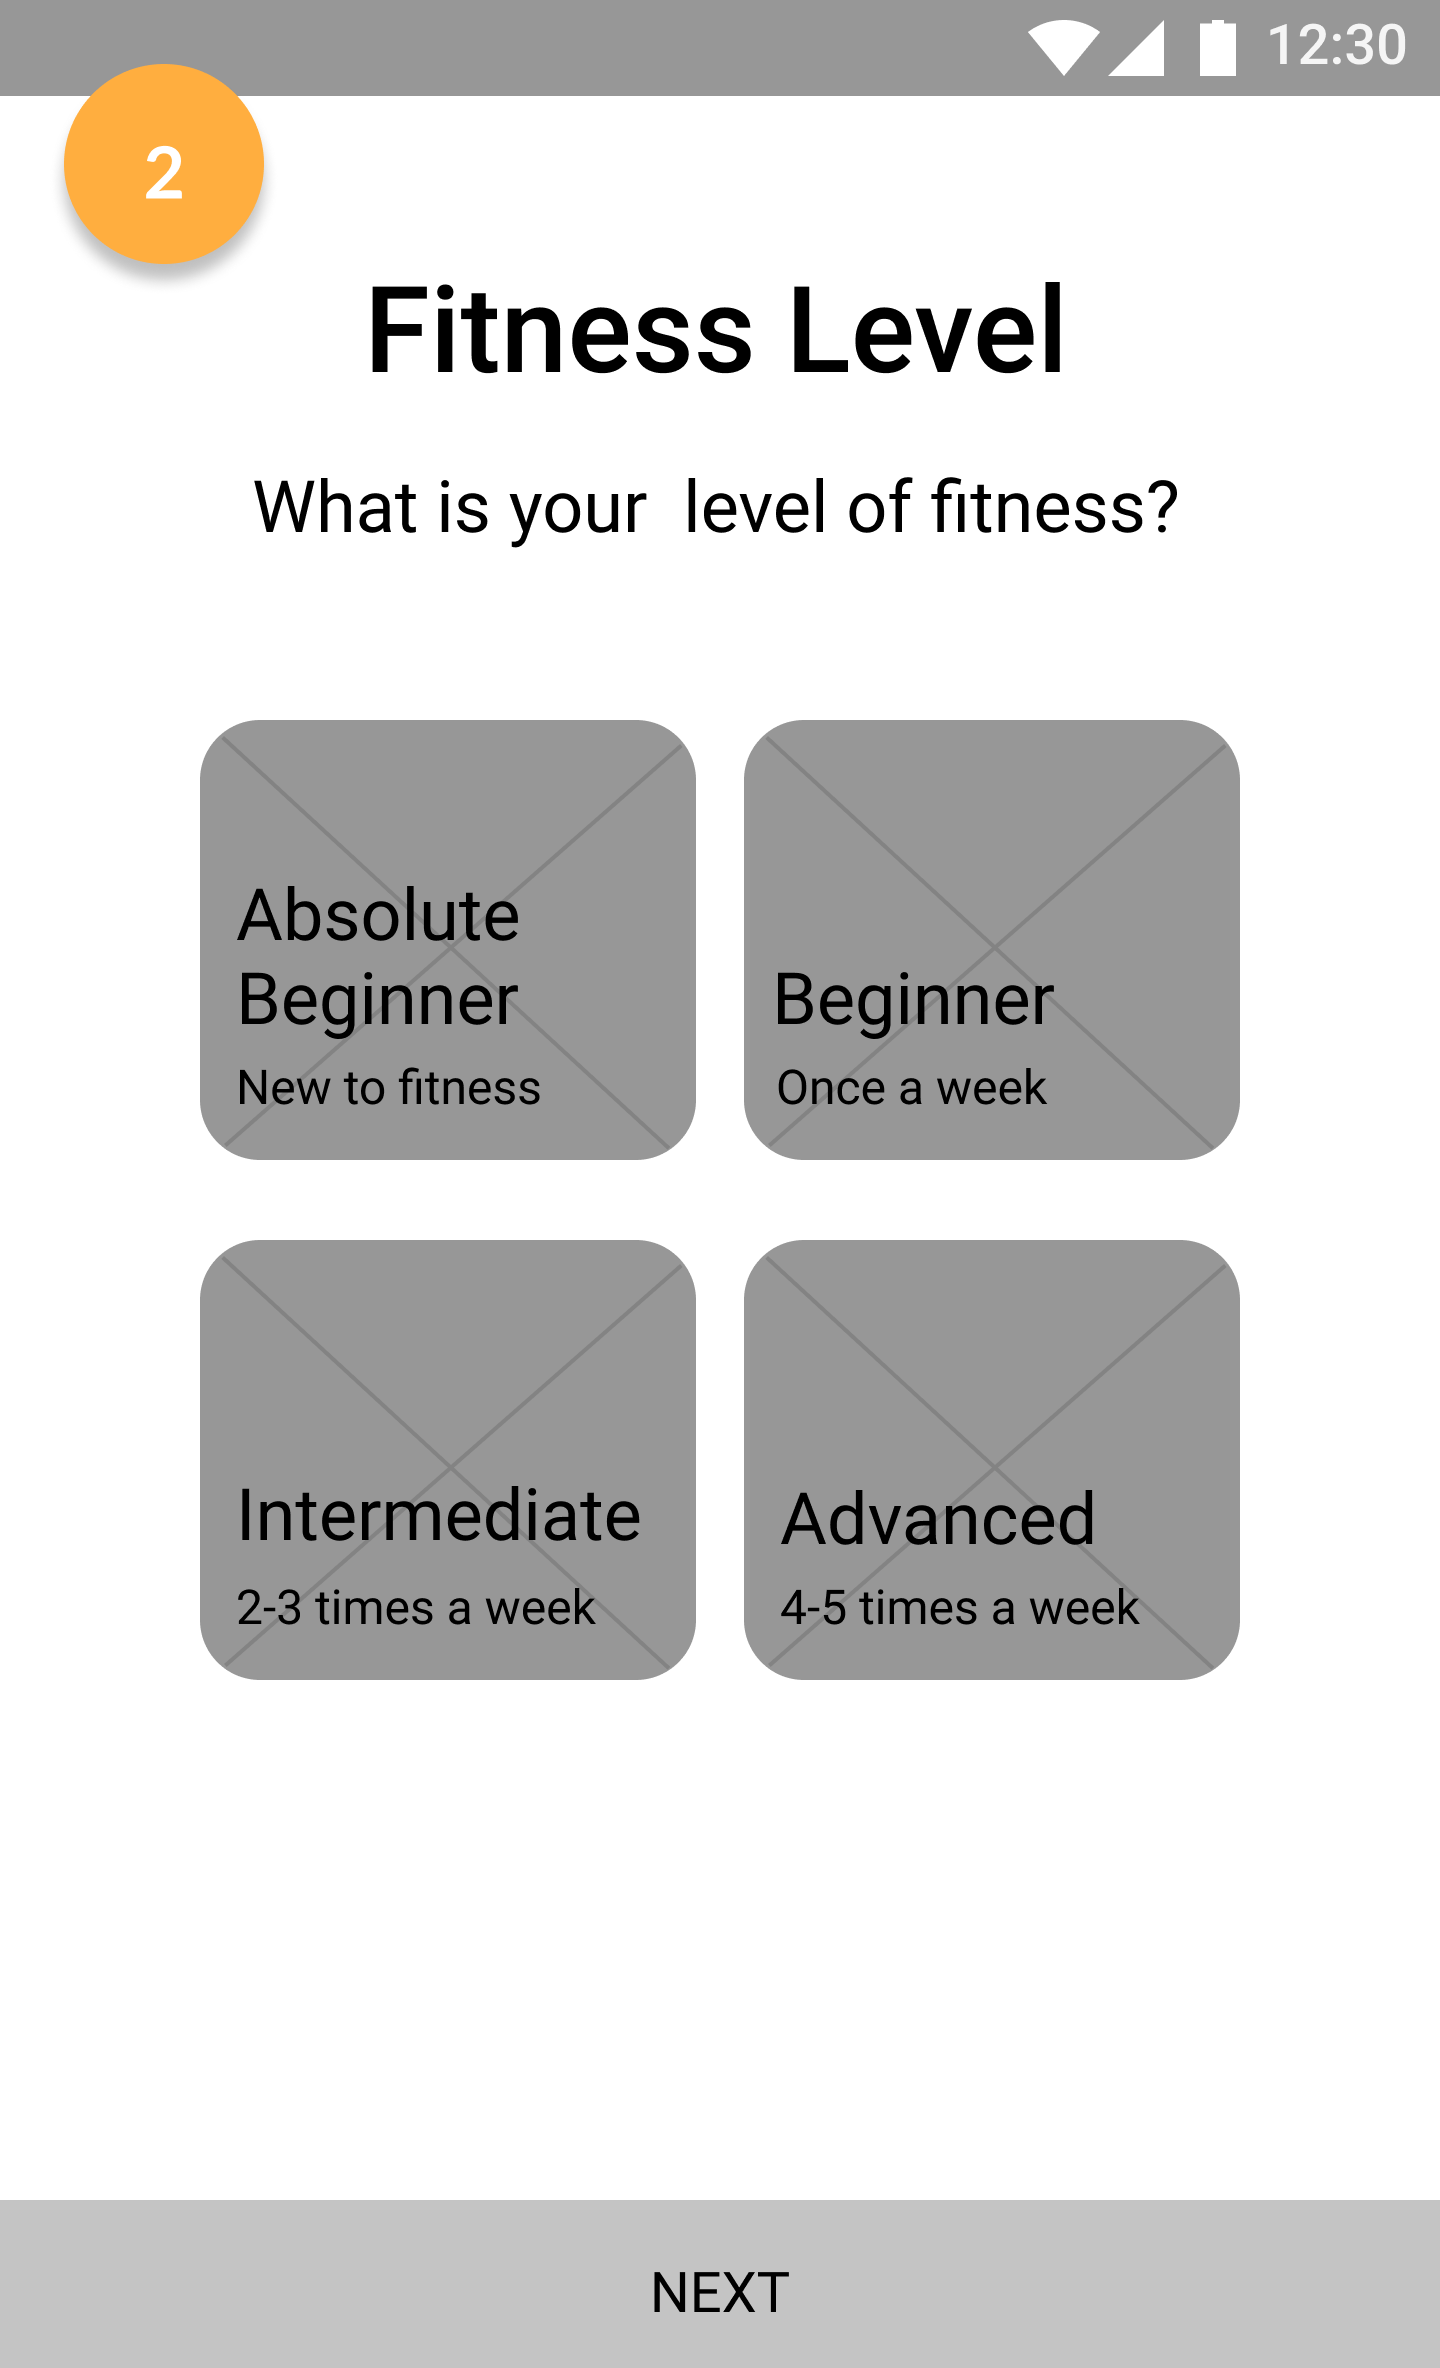 12:30
2
Fitness Level
What is your  level of fitness?
Absolute
Beginner
New to fitness
Beginner
Once a week
Intermediate
2-3 times a week
Advanced
4-5 times a week
NEXT